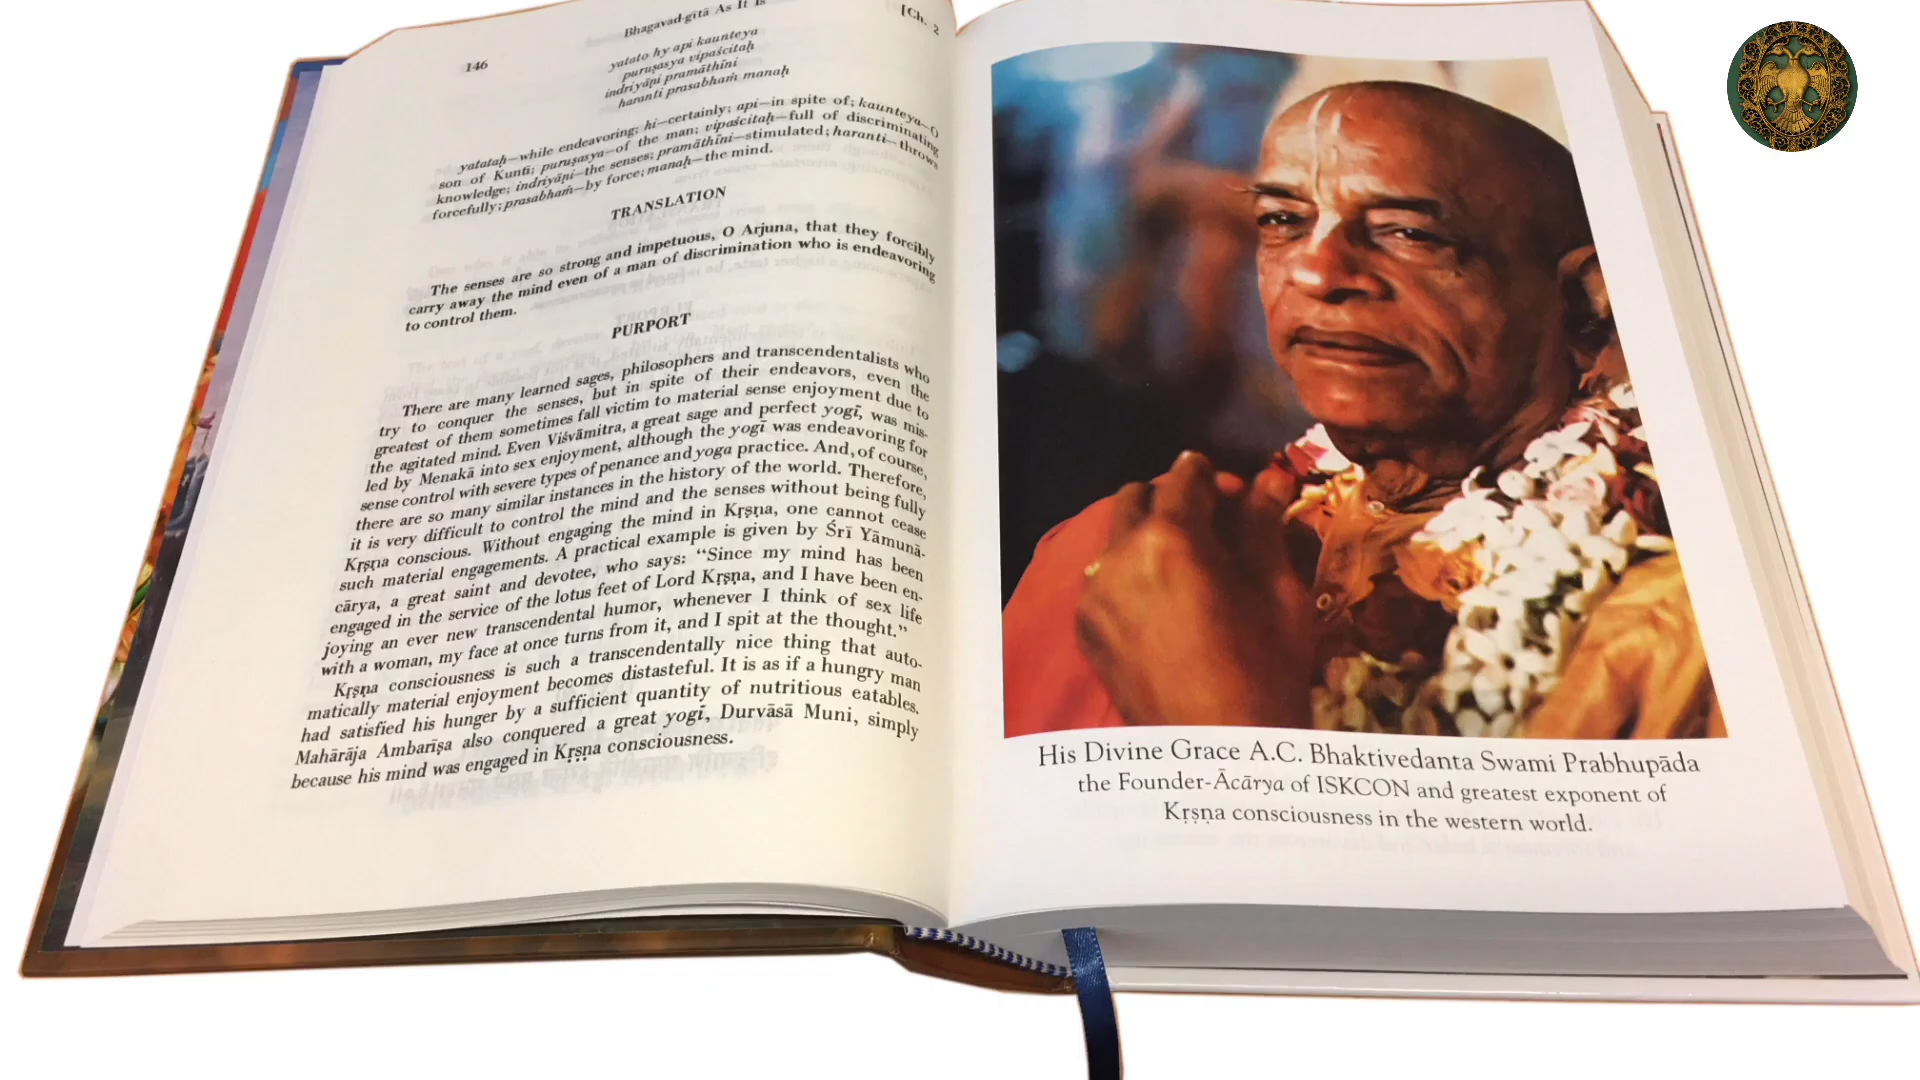 146
Bhagavad-gītā As It Is
[Ch. 2
yatato hy api kaunteya
puruṣasya vipaścitaḥ
indriyāṇi pramāthīni
haranti prasabhaṁ manaḥ
yatataḥ—while endeavoring; hi—certainly; api—in spite of; kaunteya—O
son of Kuntī; puruṣasya—of the man; vipaścitaḥ—full of discriminating
knowledge; indriyāṇi—the senses; pramāthīni—stimulated; haranti—throws
forcefully; prasabhaṁ—by force; manaḥ—the mind.
TRANSLATION
The senses are so strong and impetuous, O Arjuna, that they forcibly
carry away the mind even of a man of discrimination who is endeavoring
to control them.
PURPORT
There are many learned sages, philosophers and transcendentalists who
try to conquer the senses, but in spite of their endeavors, even the
greatest of them sometimes fall victim to material sense enjoyment due to
the agitated mind. Even Viśvāmitra, a great sage and perfect yogī, was mis-
led by Menakā into sex enjoyment, although the yogī was endeavoring for
sense control with severe types of penance and yoga practice. And, of course,
there are so many similar instances in the history of the world. Therefore,
it is very difficult to control the mind and the senses without being fully
Kṛṣṇa conscious. Without engaging the mind in Kṛṣṇa, one cannot cease
such material engagements. A practical example is given by Śrī Yāmunā-
cārya, a great saint and devotee, who says: “Since my mind has been
engaged in the service of the lotus feet of Lord Kṛṣṇa, and I have been en-
joying an ever new transcendental humor, whenever I think of sex life
with a woman, my face at once turns from it, and I spit at the thought.”
Kṛṣṇa consciousness is such a transcendentally nice thing that auto-
matically material enjoyment becomes distasteful. It is as if a hungry man
had satisfied his hunger by a sufficient quantity of nutritious eatables.
Mahārāja Ambarīṣa also conquered a great yogī, Durvāsā Muni, simply
because his mind was engaged in Kṛṣṇa consciousness.
His Divine Grace A.C. Bhaktivedanta Swami Prabhupāda
the Founder-Ācārya of ISKCON and greatest exponent of
Kṛṣṇa consciousness in the western world.